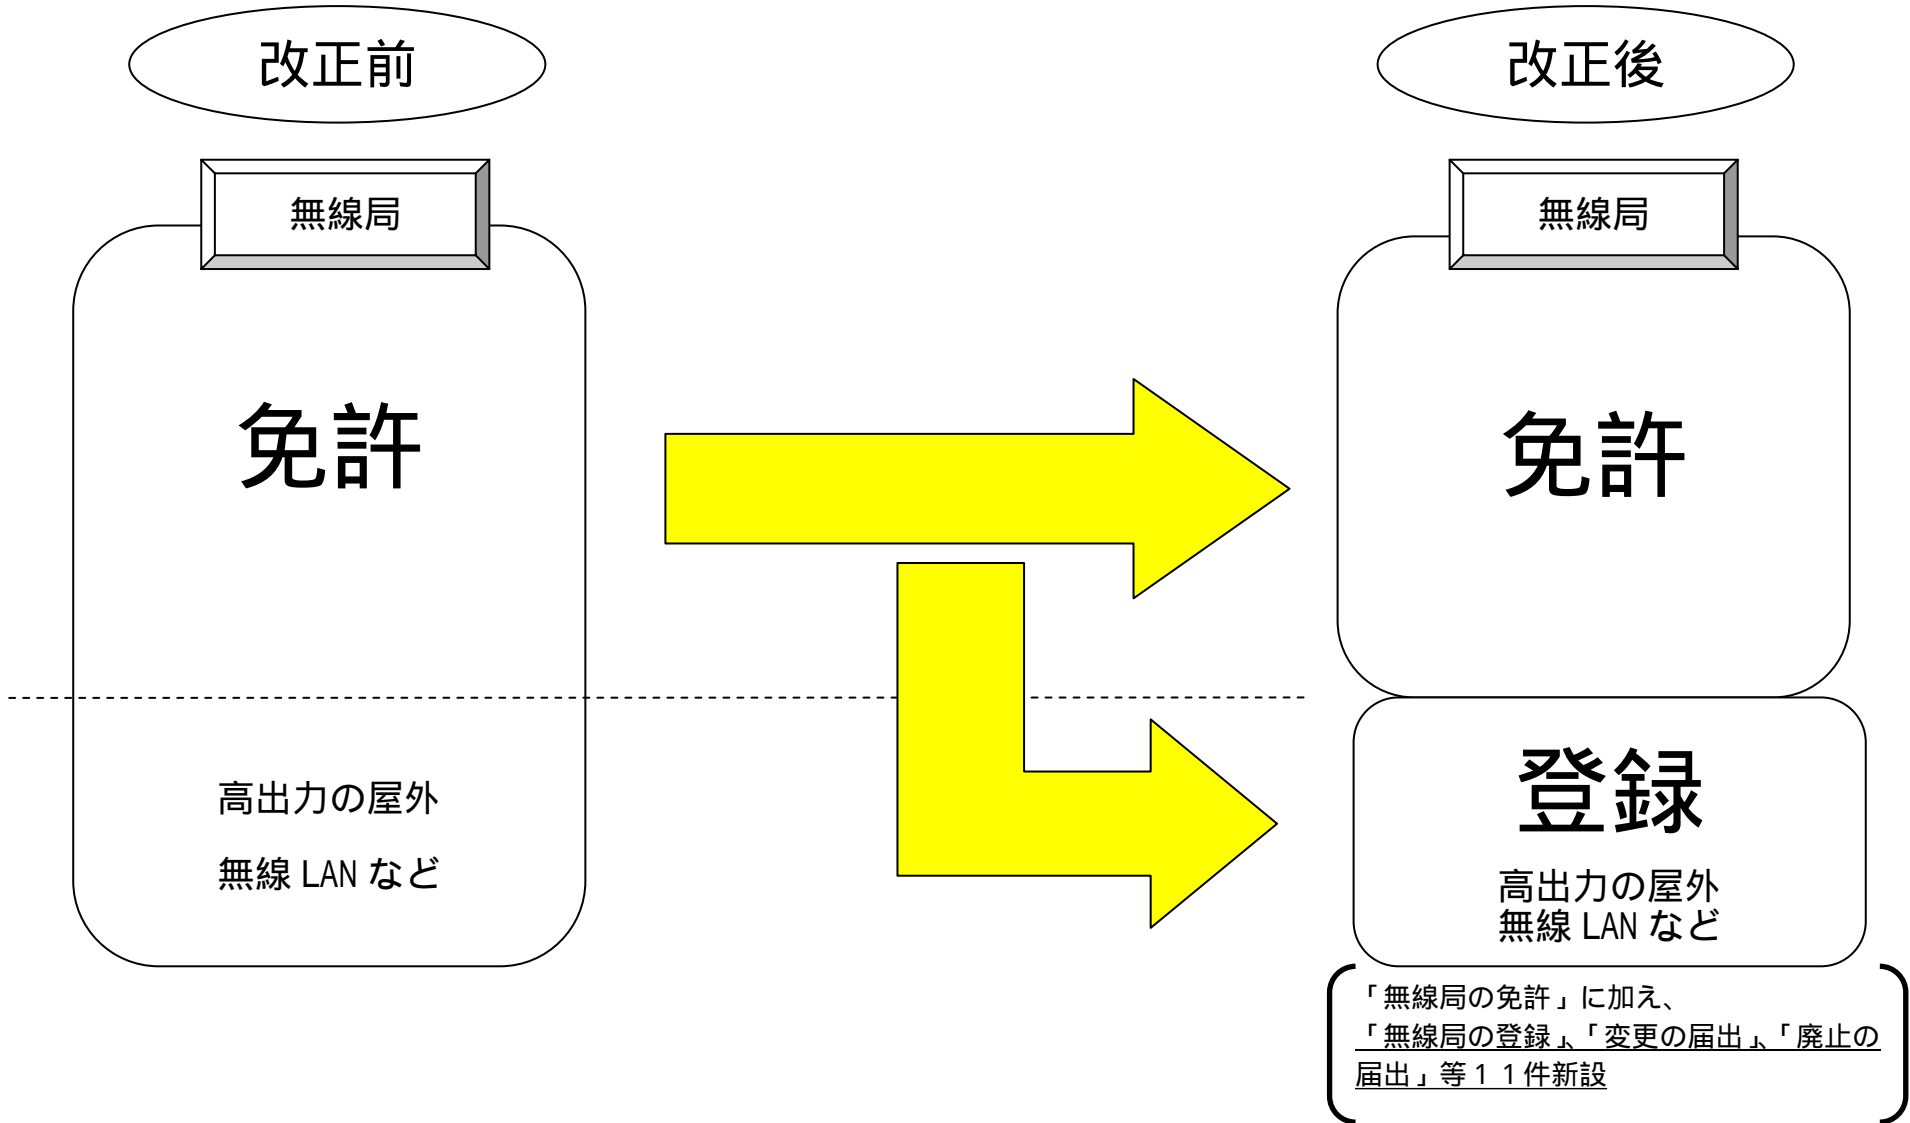 改正前
無線局
免許
高出力の屋外
無線 LAN など
改正後
無線局
免許
登録
高出力の屋外
無線 LAN など
「無線局の免許」に加え、
「無線局の登録」、「変更の届出」、「廃止の
届出」等11件新設